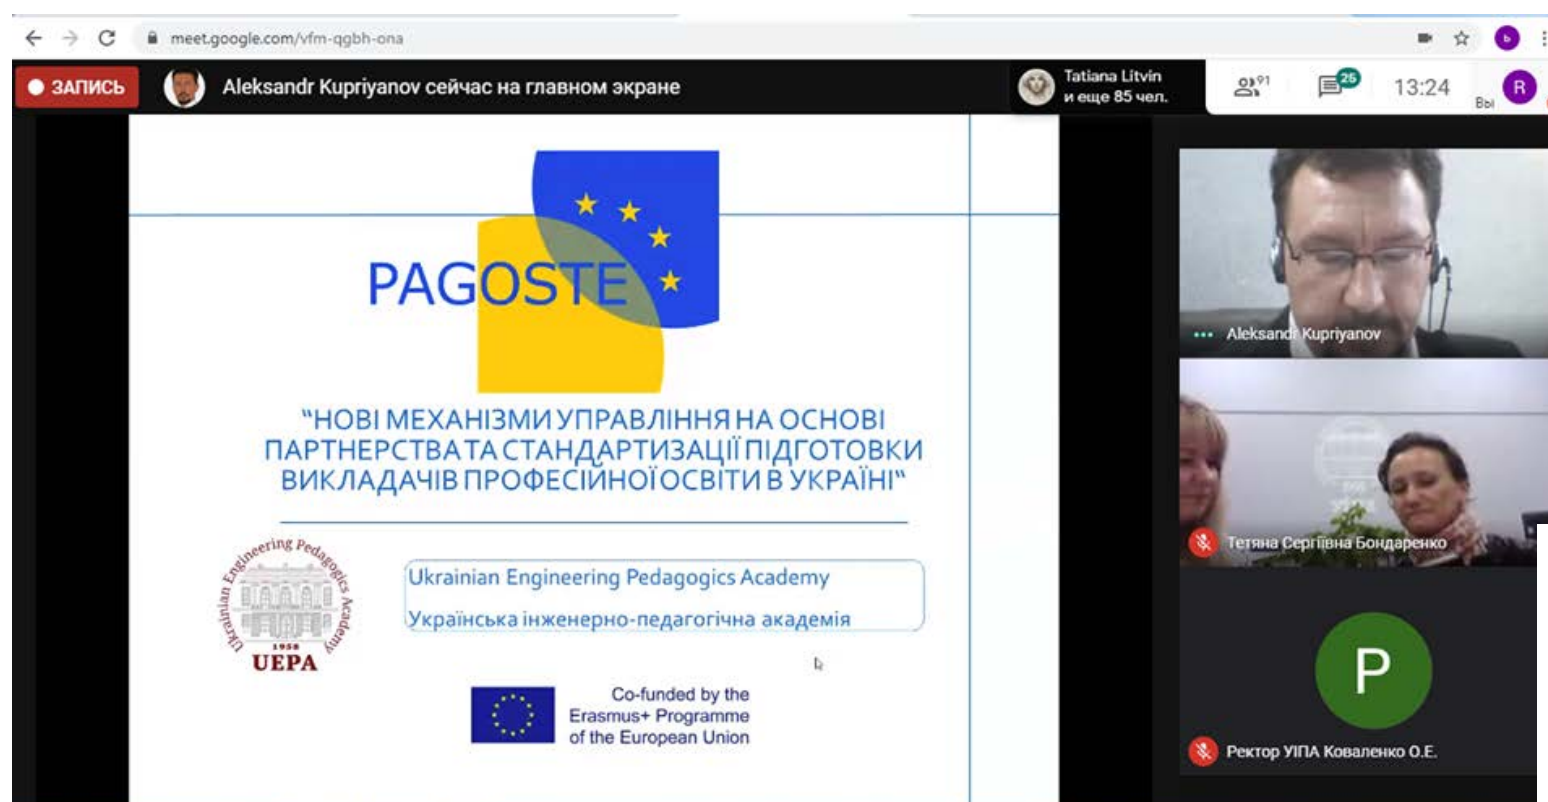 meet.google.com/vfm-qgbh-ona
ь
ЗАПИСЬ
Aleksandr Kupriyanov сейчас на главном экране
Tatiana Litvin
и еще 85 чел.
91
25
13:24
Вы
R
PAGOSTE
"НОВІ МЕХАНІЗМИ УПРАВЛІННЯ НА ОСНОВІ
ПАРТНЕРСТВА ТА СТАНДАРТИЗАЦІЇ ПІДГОТОВКИ
ВИКЛАДАЧІВ ПРОФЕСІЙНОЇ ОСВІТИ В УКРАЇНІ"
Ukrainian Engineering Pedagogics Academy
1958
UEPA
Ukrainian Engineering Pedagogics Academy
Українська інженерно-педагогічна академія
Co-funded by the
Erasmus+ Programme
of the European Union
Aleksandr Kupriyanov
Тетяна Сергіївна Бондаренко
Р
Ректор УІПА Коваленко О.Е.